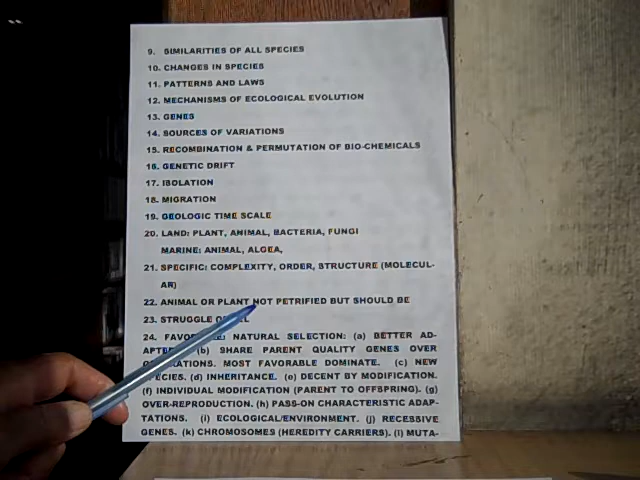 9. SIMILARITIES OF ALL SPECIES
10. CHANGES IN SPECIES
11. PATTERNS AND LAWS
12. MECHANISMS OF ECOLOGICAL EVOLUTION
13. GENES
14. SOURCES OF VARIATIONS
15. RECOMBINATION & PERMUTATION OF BIO-CHEMICALS
16. GENETIC DRIFT
17. ISOLATION
18. MIGRATION
19. GEOLOGIC TIME SCALE
20. LAND: PLANT, ANIMAL, BACTERIA, FUNGI
MARINE: ANIMAL, ALGEA,
21. SPECIFIC: COMPLEXITY, ORDER, STRUCTURE (MOLECUL-
AR)
22. ANIMAL OR PLANT NOT PETRIFIED BUT SHOULD BE
23. STRUGGLE
24. NATURAL SELECTION: (a) BETTER AD-
(b) SHARE PARENT QUALITY GENES OVER
MOST FAVORABLE DOMINATE. (c) NEW
SPECIES. (d) INHERITANCE. (e) DECENT BY MODIFICATION.
(f) INDIVIDUAL MODIFICATION (PARENT TO OFFSPRING). (g)
OVER-REPRODUCTION. (h) PASS-ON CHARACTERISTIC ADAP-
TATIONS. (i) ECOLOGICAL/ENVIRONMENT. (j) RECESSIVE
GENES. (k) CHROMOSOMES (HEREDITY CARRIERS). (l) MUTA-